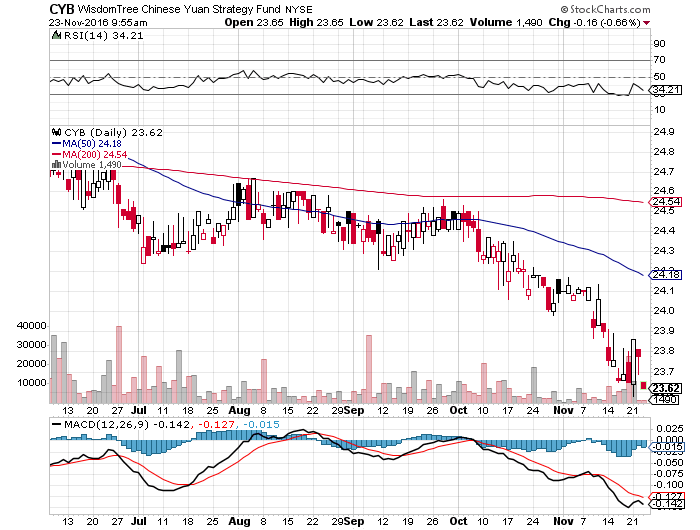 CYB WisdomTree Chinese Yuan Strategy Fund NYSE
© StockCharts.com
23-Nov-2016 9:55am
Open 23.65 High 23.65 Low 23.62 Last 23.62 Volume 1,490 Chg -0.16 (-0.66%)
RSI(14) 34.21
90
70
50
34.21
30
10
CYB (Daily) 23.62
MA(50) 24.18
MA(200) 24.54
Volume 1,490
24.9
24.8
24.7
24.6
24.54
24.5
24.4
24.3
24.18
24.1
24.0
23.9
23.8
23.7
23.62
1490
40000
30000
20000
10000
13 20 27 Jul 11 18 25 Aug 8 15 22 29 Sep 12 19 26 Oct 10 17 24 Nov 7 14 21
MACD(12,26,9) -0.142, -0.127, -0.015
0.025
0.000
-0.015
-0.050
-0.075
-0.100
-0.127
-0.142
13 20 27 Jul 11 18 25 Aug 8 15 22 29 Sep 12 19 26 Oct 10 17 24 Nov 7 14 21